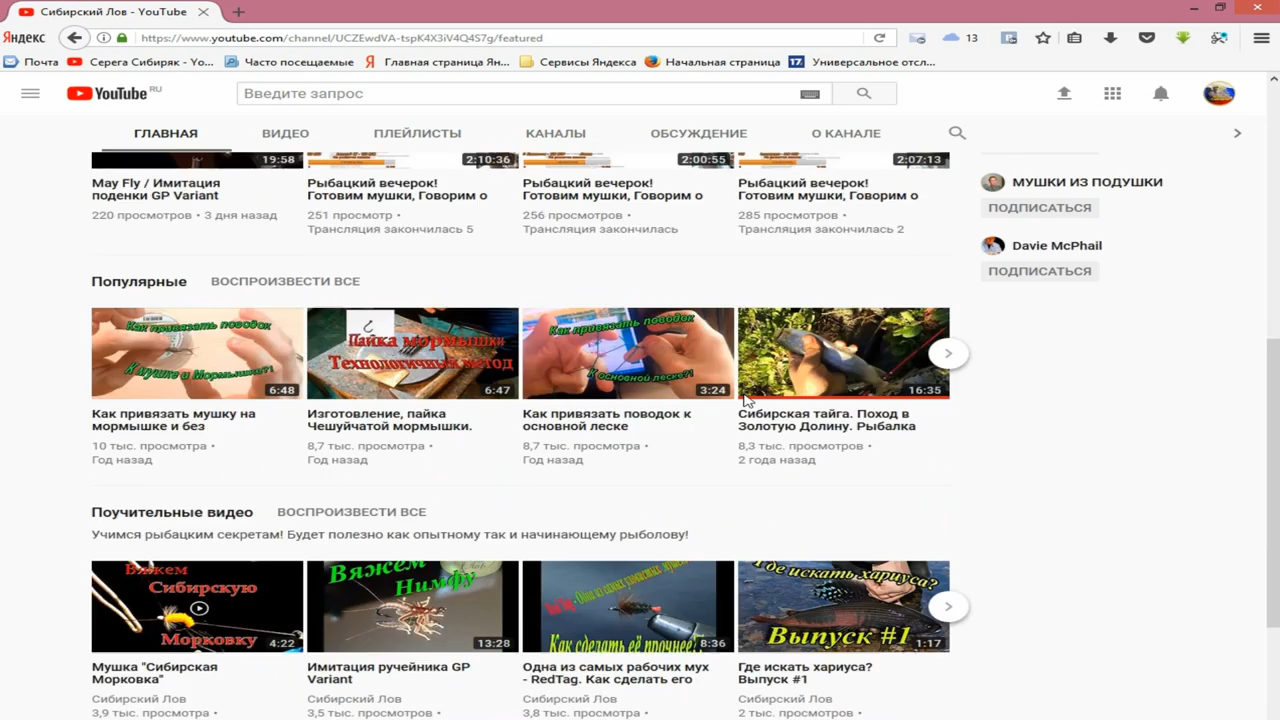 Сибирский Лов - YouTube
Яндекс
https://www.youtube.com/channel/UCZEwdVA-tspK4X3iV4Q4S7g/featured
13
Почта
Серега Сибиряк - Yo...
Часто посещаемые
Главная страница Ян...
Сервисы Яндекса
Начальная страница
17
Универсальное отсл...
YouTube RU
Введите запрос
ГЛАВНАЯ
ВИДЕО
ПЛЕЙЛИСТЫ
КАНАЛЫ
ОБСУЖДЕНИЕ
О КАНАЛЕ
19:58
2:10:36
2:00:55
2:07:13
May Fly / Имитация
поденки GP Variant
220 просмотров • 3 дня назад
Рыбацкий вечерок!
Готовим мушки, Говорим о
251 просмотр •
Трансляция закончилась 5
Рыбацкий вечерок!
Готовим мушки, Говорим о
256 просмотров •
Трансляция закончилась
Рыбацкий вечерок!
Готовим мушки, Говорим о
285 просмотров •
Трансляция закончилась 2
МУШКИ ИЗ ПОДУШКИ
ПОДПИСАТЬСЯ
Davie McPhail
ПОДПИСАТЬСЯ
Популярные
ВОСПРОИЗВЕСТИ ВСЕ
Как привязать поводок
К мушке и Мормышке?!
6:48
Пайка мормышки
Технологичный метод
6:47
Как привязать поводок
К основной леске?!
3:24
16:35
Как привязать мушку на
мормышке и без
10 тыс. просмотра •
Год назад
Изготовление, пайка
Чешуйчатой мормышки.
8,7 тыс. просмотра •
Год назад
Как привязать поводок к
основной леске
8,7 тыс. просмотра •
Год назад
Сибирская тайга. Поход в
Золотую Долину. Рыбалка
8,3 тыс. просмотров •
2 года назад
Поучительные видео
ВОСПРОИЗВЕСТИ ВСЕ
Учимся рыбацким секретам! Будет полезно как опытному так и начинающему рыболову!
Вяжем
Сибирскую
Морковку
4:22
Вяжем
Нимфу
13:28
Как сделать её прочнее?!
8:36
Где искать хариуса?
Выпуск #1
1:17
Мушка "Сибирская
Морковка"
Сибирский Лов
3,9 тыс. просмотра •
Имитация ручейника GP
Variant
Сибирский Лов
3,5 тыс. просмотров •
Одна из самых рабочих мух
- RedTag. Как сделать его
Сибирский Лов
3,8 тыс. просмотра •
Где искать хариуса?
Выпуск #1
Сибирский Лов
2 тыс. просмотра •